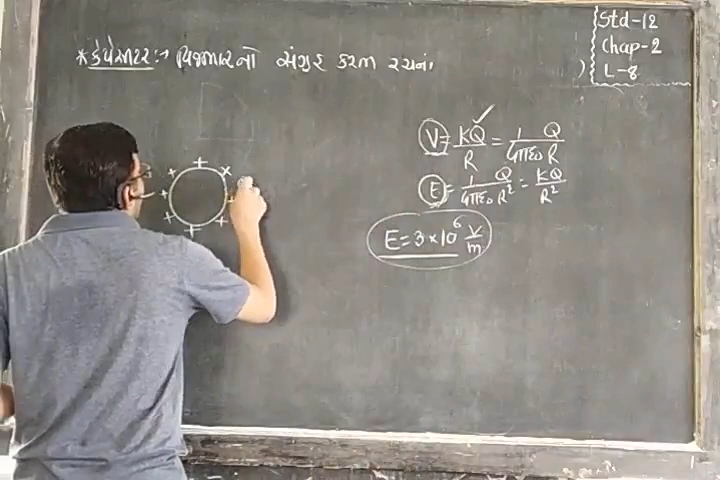 * કેપેસિટર :→ વિજભારનો સંગ્રહ કરતી રચના.
Std-12
Chap-2
L-8
V = KQ/R = 1/4πε₀ Q/R
E = 1/4πε₀ Q/R² = KQ/R²
E = 3×10⁶ V/m